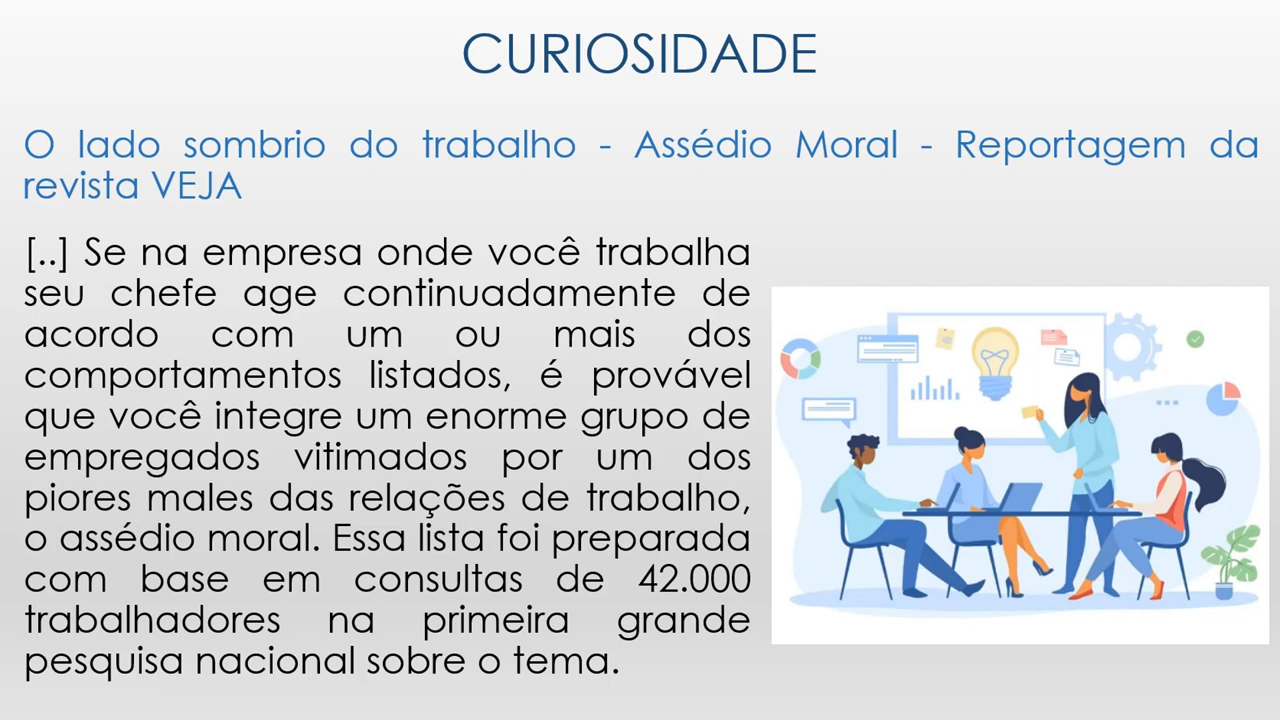 CURIOSIDADE
O lado sombrio do trabalho - Assédio Moral - Reportagem da
revista VEJA
[..] Se na empresa onde você trabalha
seu chefe age continuadamente de
acordo com um ou mais dos
comportamentos listados, é provável
que você integre um enorme grupo de
empregados vitimados por um dos
piores males das relações de trabalho,
o assédio moral. Essa lista foi preparada
com base em consultas de 42.000
trabalhadores na primeira grande
pesquisa nacional sobre o tema.